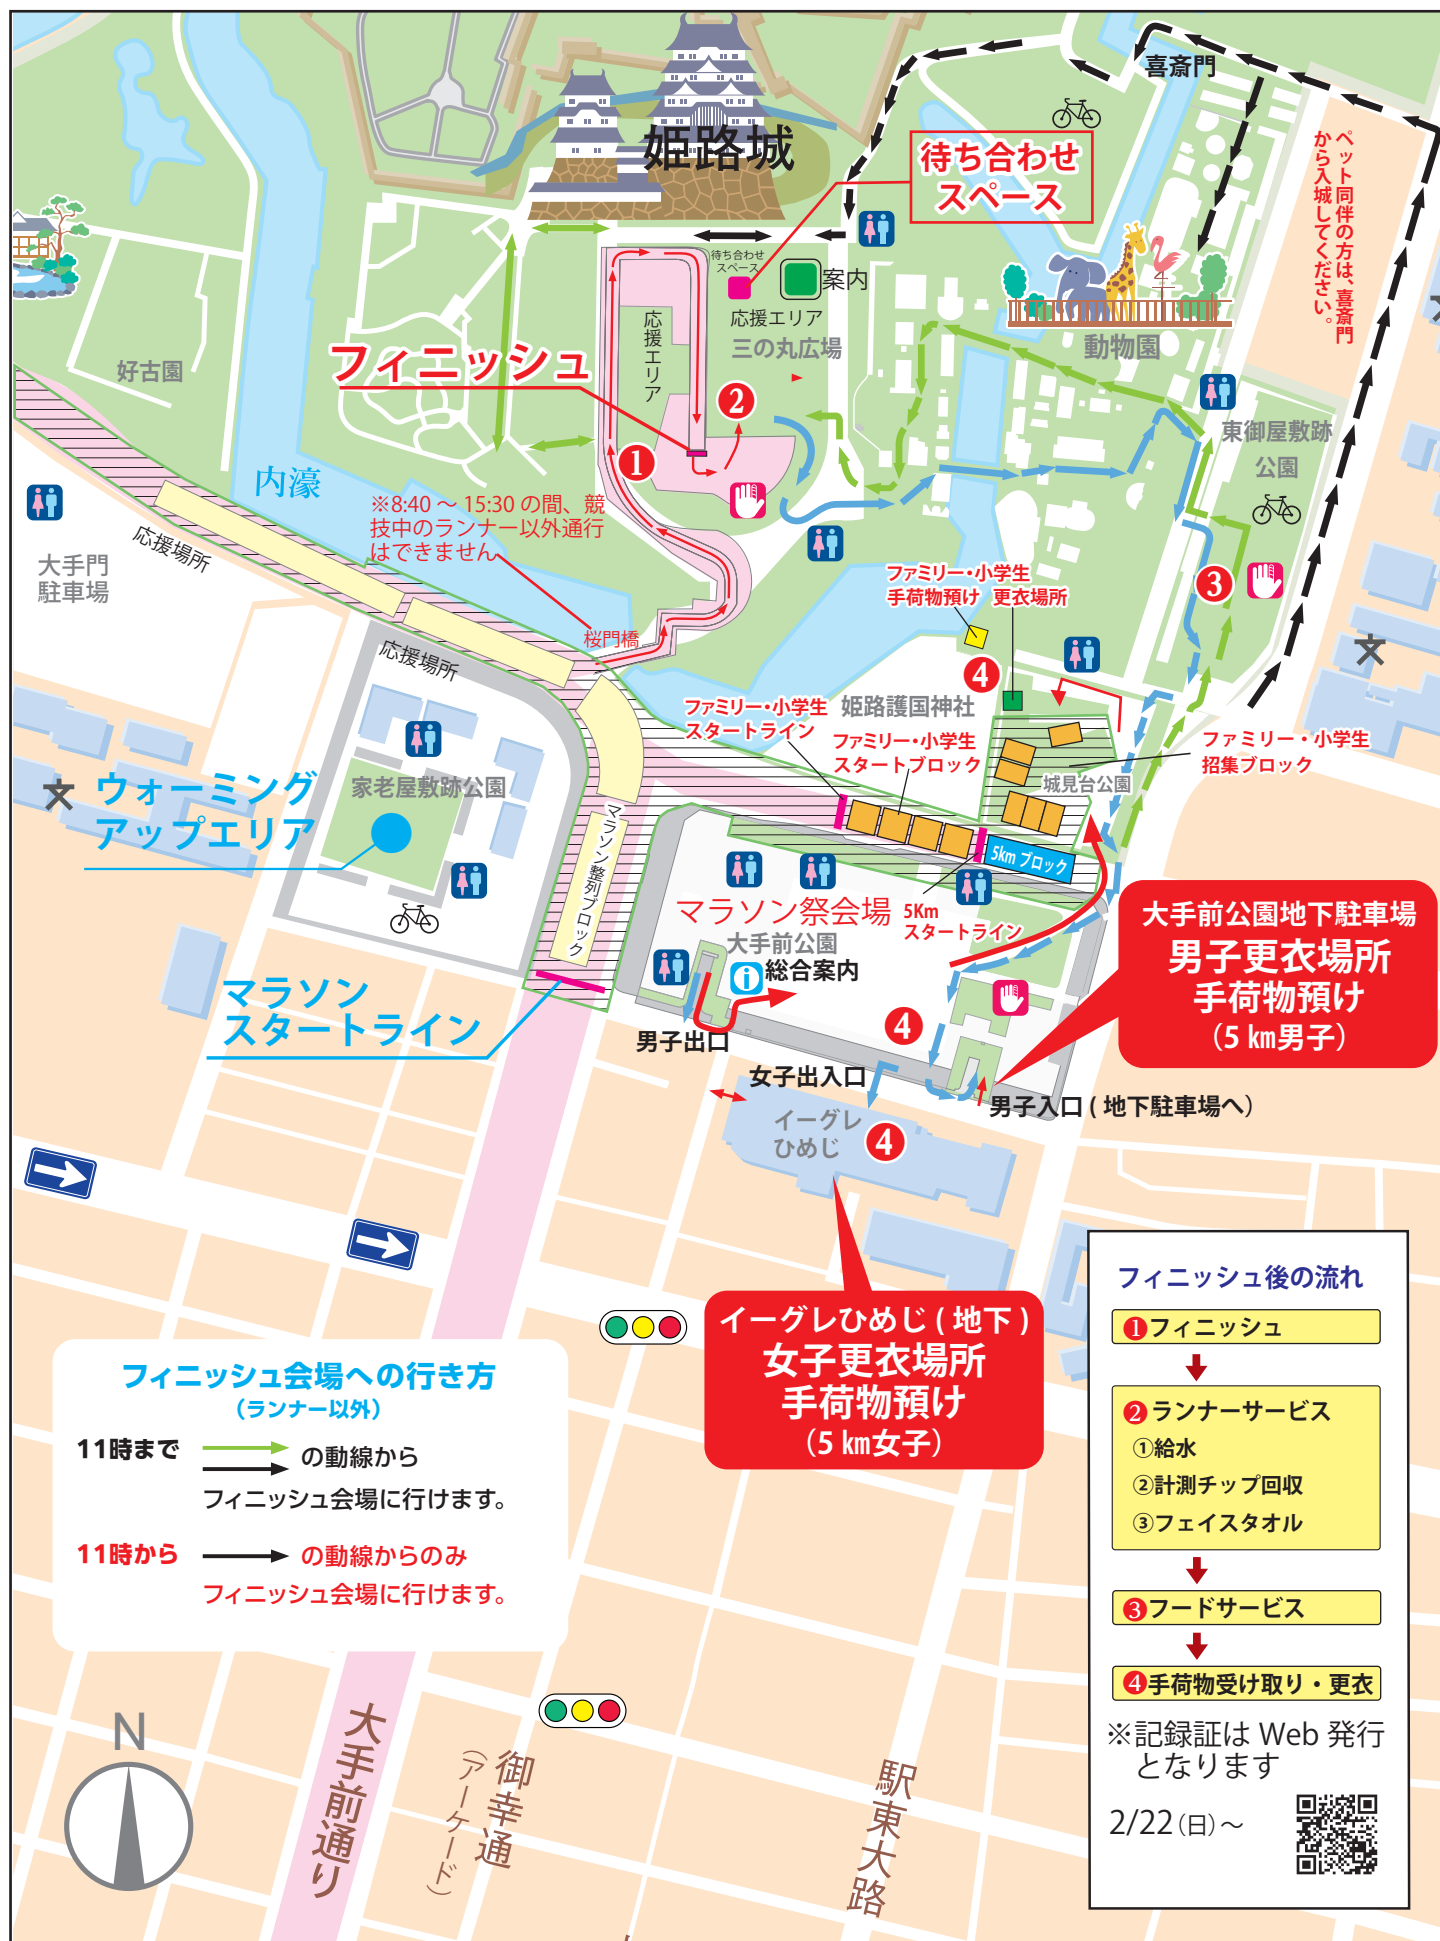 姫路城
喜斎門
待ち合わせ
スペース
ペット同伴の方は、喜斎門
から入城してください。
待ち合わせ
スペース
案内
応援エリア
三の丸広場
応援エリア
動物園
フィニッシュ
好古園
❷
❶
東御屋敷跡
公園
内濠
※8:40 ～ 15:30 の間、競
技中のランナー以外通行
はできません
応援場所
大手門
駐車場
❸
ファミリー・小学生
手荷物預け 更衣場所
桜門橋
応援場所
❹
姫路護国神社
ファミリー・小学生
スタートライン
ファミリー・小学生
スタートブロック
ファミリー・小学生
招集ブロック
城見台公園
ウォーミング
アップエリア
家老屋敷跡公園
マラソン整列ブロック
5km ブロック
マラソン祭会場
5Km
スタートライン
大手前公園
総合案内
大手前公園地下駐車場
男子更衣場所
手荷物預け
（5 ㎞男子）
マラソン
スタートライン
男子出口
❹
女子出入口
男子入口 ( 地下駐車場へ）
イーグレ
ひめじ
❹
イーグレひめじ ( 地下 )
女子更衣場所
手荷物預け
（5 ㎞女子）
フィニッシュ会場への行き方
（ランナー以外）
11時まで の動線から
フィニッシュ会場に行けます。
11時から の動線からのみ
フィニッシュ会場に行けます。
フィニッシュ後の流れ
❶フィニッシュ
❷ランナーサービス
①給水
②計測チップ回収
③フェイスタオル
❸フードサービス
❹手荷物受け取り・更衣
※記録証は Web 発行
となります
2/22（日）～
N
大手前通り
御幸通
（アーケード）
駅東大路